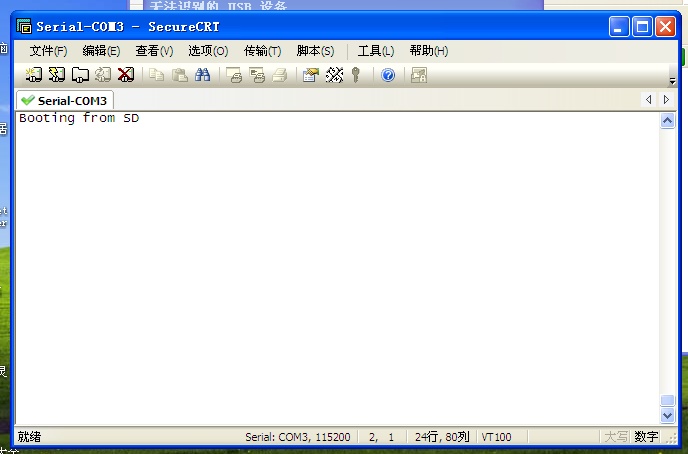 无法识别的 USB 设备
Serial-COM3 - SecureCRT
文件(F) 编辑(E) 查看(V) 选项(O) 传输(T) 脚本(S) 工具(L) 帮助(H)
Serial-COM3
Booting from SD
就绪 Serial: COM3, 115200 2, 1 24行, 80列 VT100 大写 数字